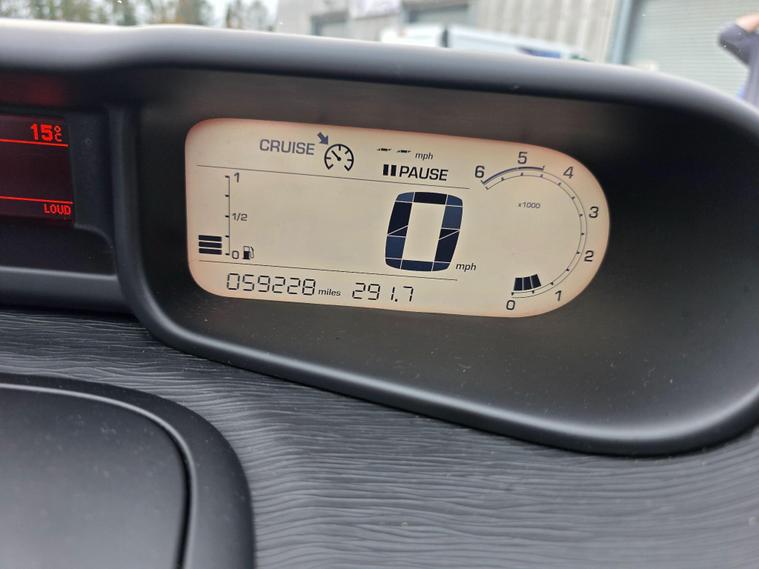 15°C
LOUD
CRUISE -- -- mph
PAUSE
1
1/2
0
0 mph
059228 miles 291.7
6 5 4 3 2 1 0
x1000